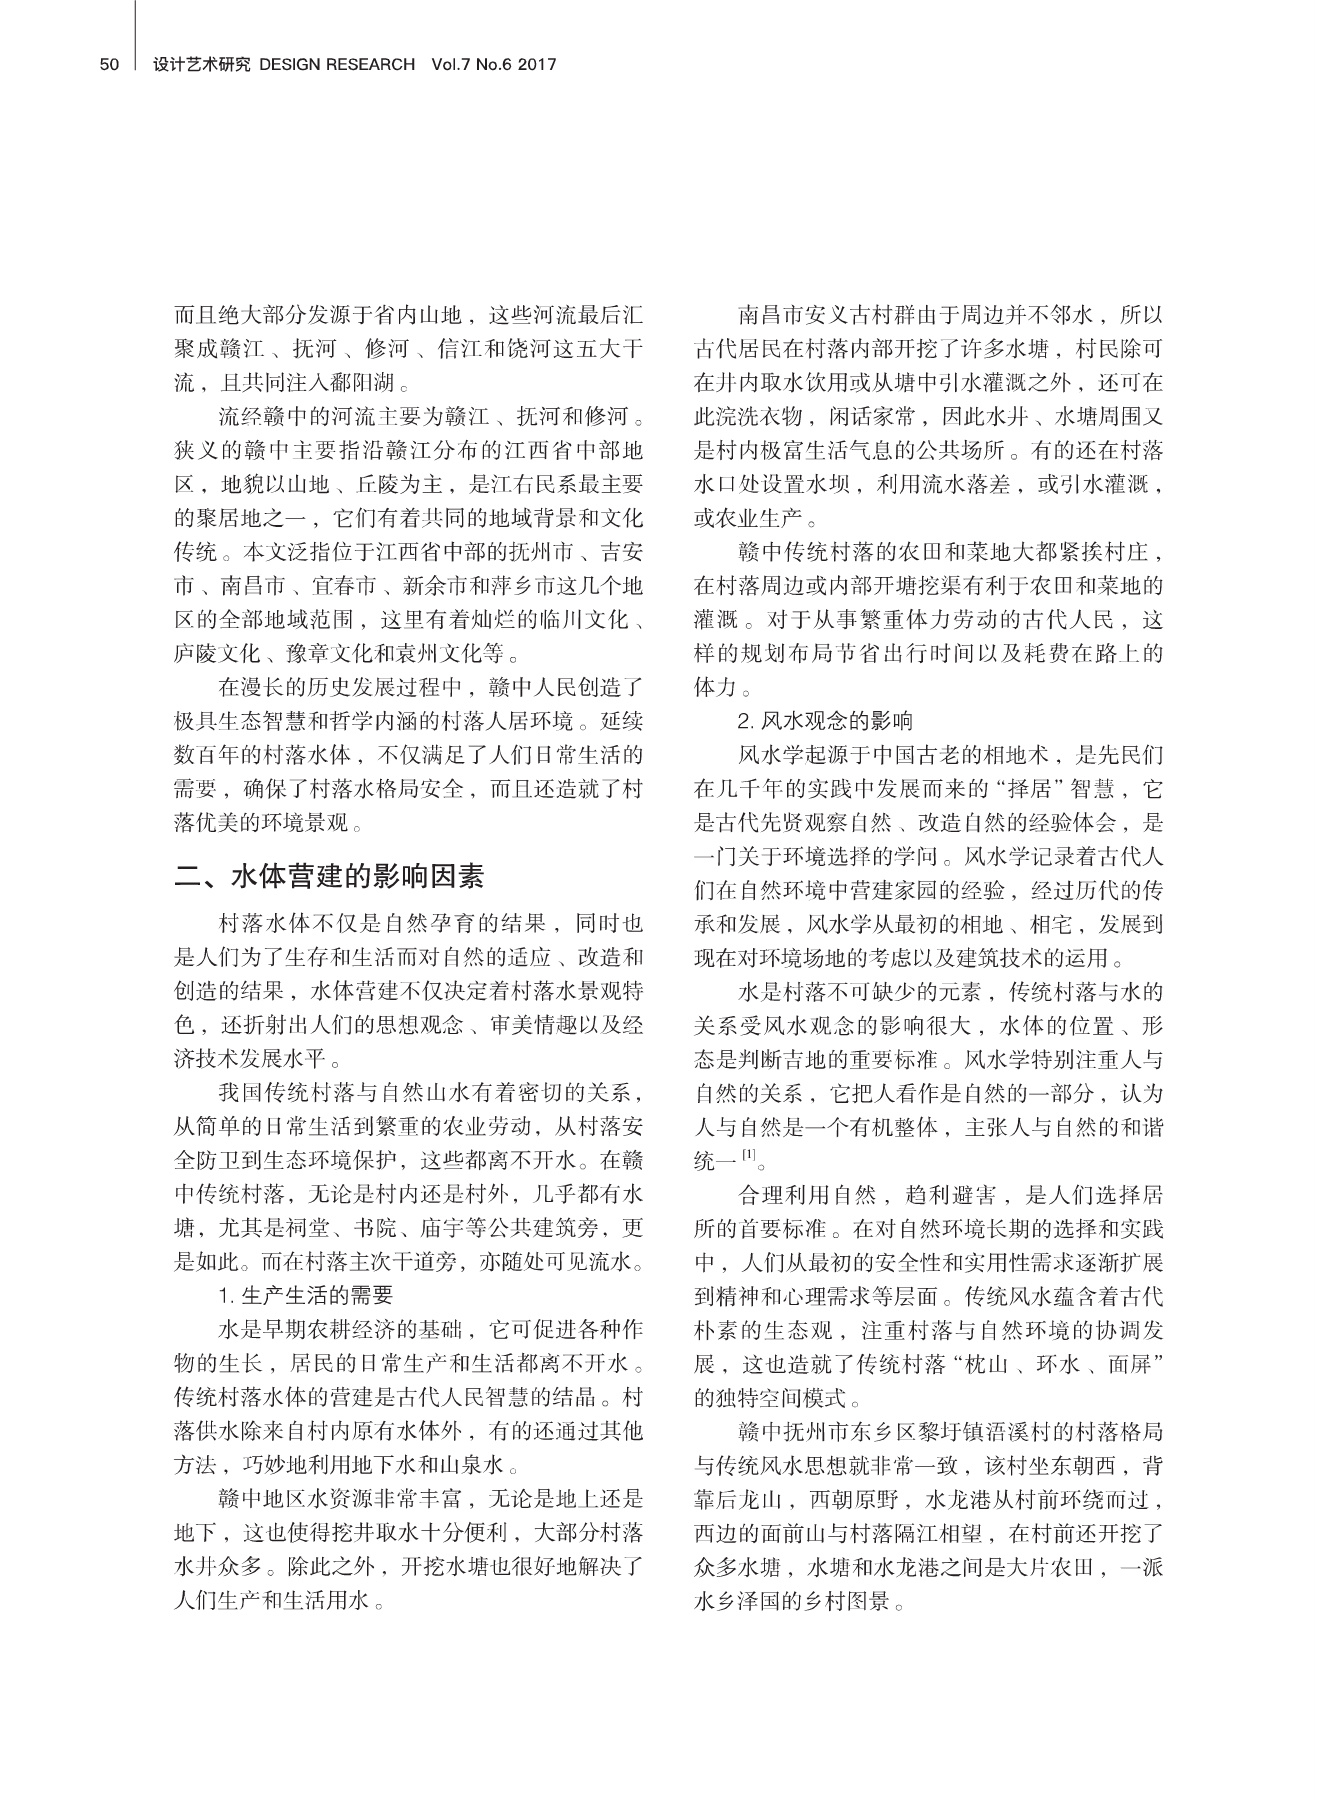 50 设计艺术研究 DESIGN RESEARCH Vol.7 No.6 2017
而且绝大部分发源于省内山地，这些河流最后汇
聚成赣江、抚河、修河、信江和饶河这五大干
流，且共同注入鄱阳湖。
流经赣中的河流主要为赣江、抚河和修河。
狭义的赣中主要指沿赣江分布的江西省中部地
区，地貌以山地、丘陵为主，是江右民系最主要
的聚居地之一，它们有着共同的地域背景和文化
传统。本文泛指位于江西省中部的抚州市、吉安
市、南昌市、宜春市、新余市和萍乡市这几个地
区的全部地域范围，这里有着灿烂的临川文化、
庐陵文化、豫章文化和袁州文化等。
在漫长的历史发展过程中，赣中人民创造了
极具生态智慧和哲学内涵的村落人居环境。延续
数百年的村落水体，不仅满足了人们日常生活的
需要，确保了村落水格局安全，而且还造就了村
落优美的环境景观。
二、水体营建的影响因素
村落水体不仅是自然孕育的结果，同时也
是人们为了生存和生活而对自然的适应、改造和
创造的结果，水体营建不仅决定着村落水景观特
色，还折射出人们的思想观念、审美情趣以及经
济技术发展水平。
我国传统村落与自然山水有着密切的关系，
从简单的日常生活到繁重的农业劳动，从村落安
全防卫到生态环境保护，这些都离不开水。在赣
中传统村落，无论是村内还是村外，几乎都有水
塘，尤其是祠堂、书院、庙宇等公共建筑旁，更
是如此。而在村落主次干道旁，亦随处可见流水。
1. 生产生活的需要
水是早期农耕经济的基础，它可促进各种作
物的生长，居民的日常生产和生活都离不开水。
传统村落水体的营建是古代人民智慧的结晶。村
落供水除来自村内原有水体外，有的还通过其他
方法，巧妙地利用地下水和山泉水。
赣中地区水资源非常丰富，无论是地上还是
地下，这也使得挖井取水十分便利，大部分村落
水井众多。除此之外，开挖水塘也很好地解决了
人们生产和生活用水。
南昌市安义古村群由于周边并不邻水，所以
古代居民在村落内部开挖了许多水塘，村民除可
在井内取水饮用或从塘中引水灌溉之外，还可在
此浣洗衣物，闲话家常，因此水井、水塘周围又
是村内极富生活气息的公共场所。有的还在村落
水口处设置水坝，利用流水落差，或引水灌溉，
或农业生产。
赣中传统村落的农田和菜地大都紧挨村庄，
在村落周边或内部开塘挖渠有利于农田和菜地的
灌溉。对于从事繁重体力劳动的古代人民，这
样的规划布局节省出行时间以及耗费在路上的
体力。
2. 风水观念的影响
风水学起源于中国古老的相地术，是先民们
在几千年的实践中发展而来的“择居”智慧，它
是古代先贤观察自然、改造自然的经验体会，是
一门关于环境选择的学问。风水学记录着古代人
们在自然环境中营建家园的经验，经过历代的传
承和发展，风水学从最初的相地、相宅，发展到
现在对环境场地的考虑以及建筑技术的运用。
水是村落不可缺少的元素，传统村落与水的
关系受风水观念的影响很大，水体的位置、形
态是判断吉地的重要标准。风水学特别注重人与
自然的关系，它把人看作是自然的一部分，认为
人与自然是一个有机整体，主张人与自然的和谐
统一[1]。
合理利用自然，趋利避害，是人们选择居
所的首要标准。在对自然环境长期的选择和实践
中，人们从最初的安全性和实用性需求逐渐扩展
到精神和心理需求等层面。传统风水蕴含着古代
朴素的生态观，注重村落与自然环境的协调发
展，这也造就了传统村落“枕山、环水、面屏”
的独特空间模式。
赣中抚州市东乡区黎圩镇浯溪村的村落格局
与传统风水思想就非常一致，该村坐东朝西，背
靠后龙山，西朝原野，水龙港从村前环绕而过，
西边的面前山与村落隔江相望，在村前还开挖了
众多水塘，水塘和水龙港之间是大片农田，一派
水乡泽国的乡村图景。